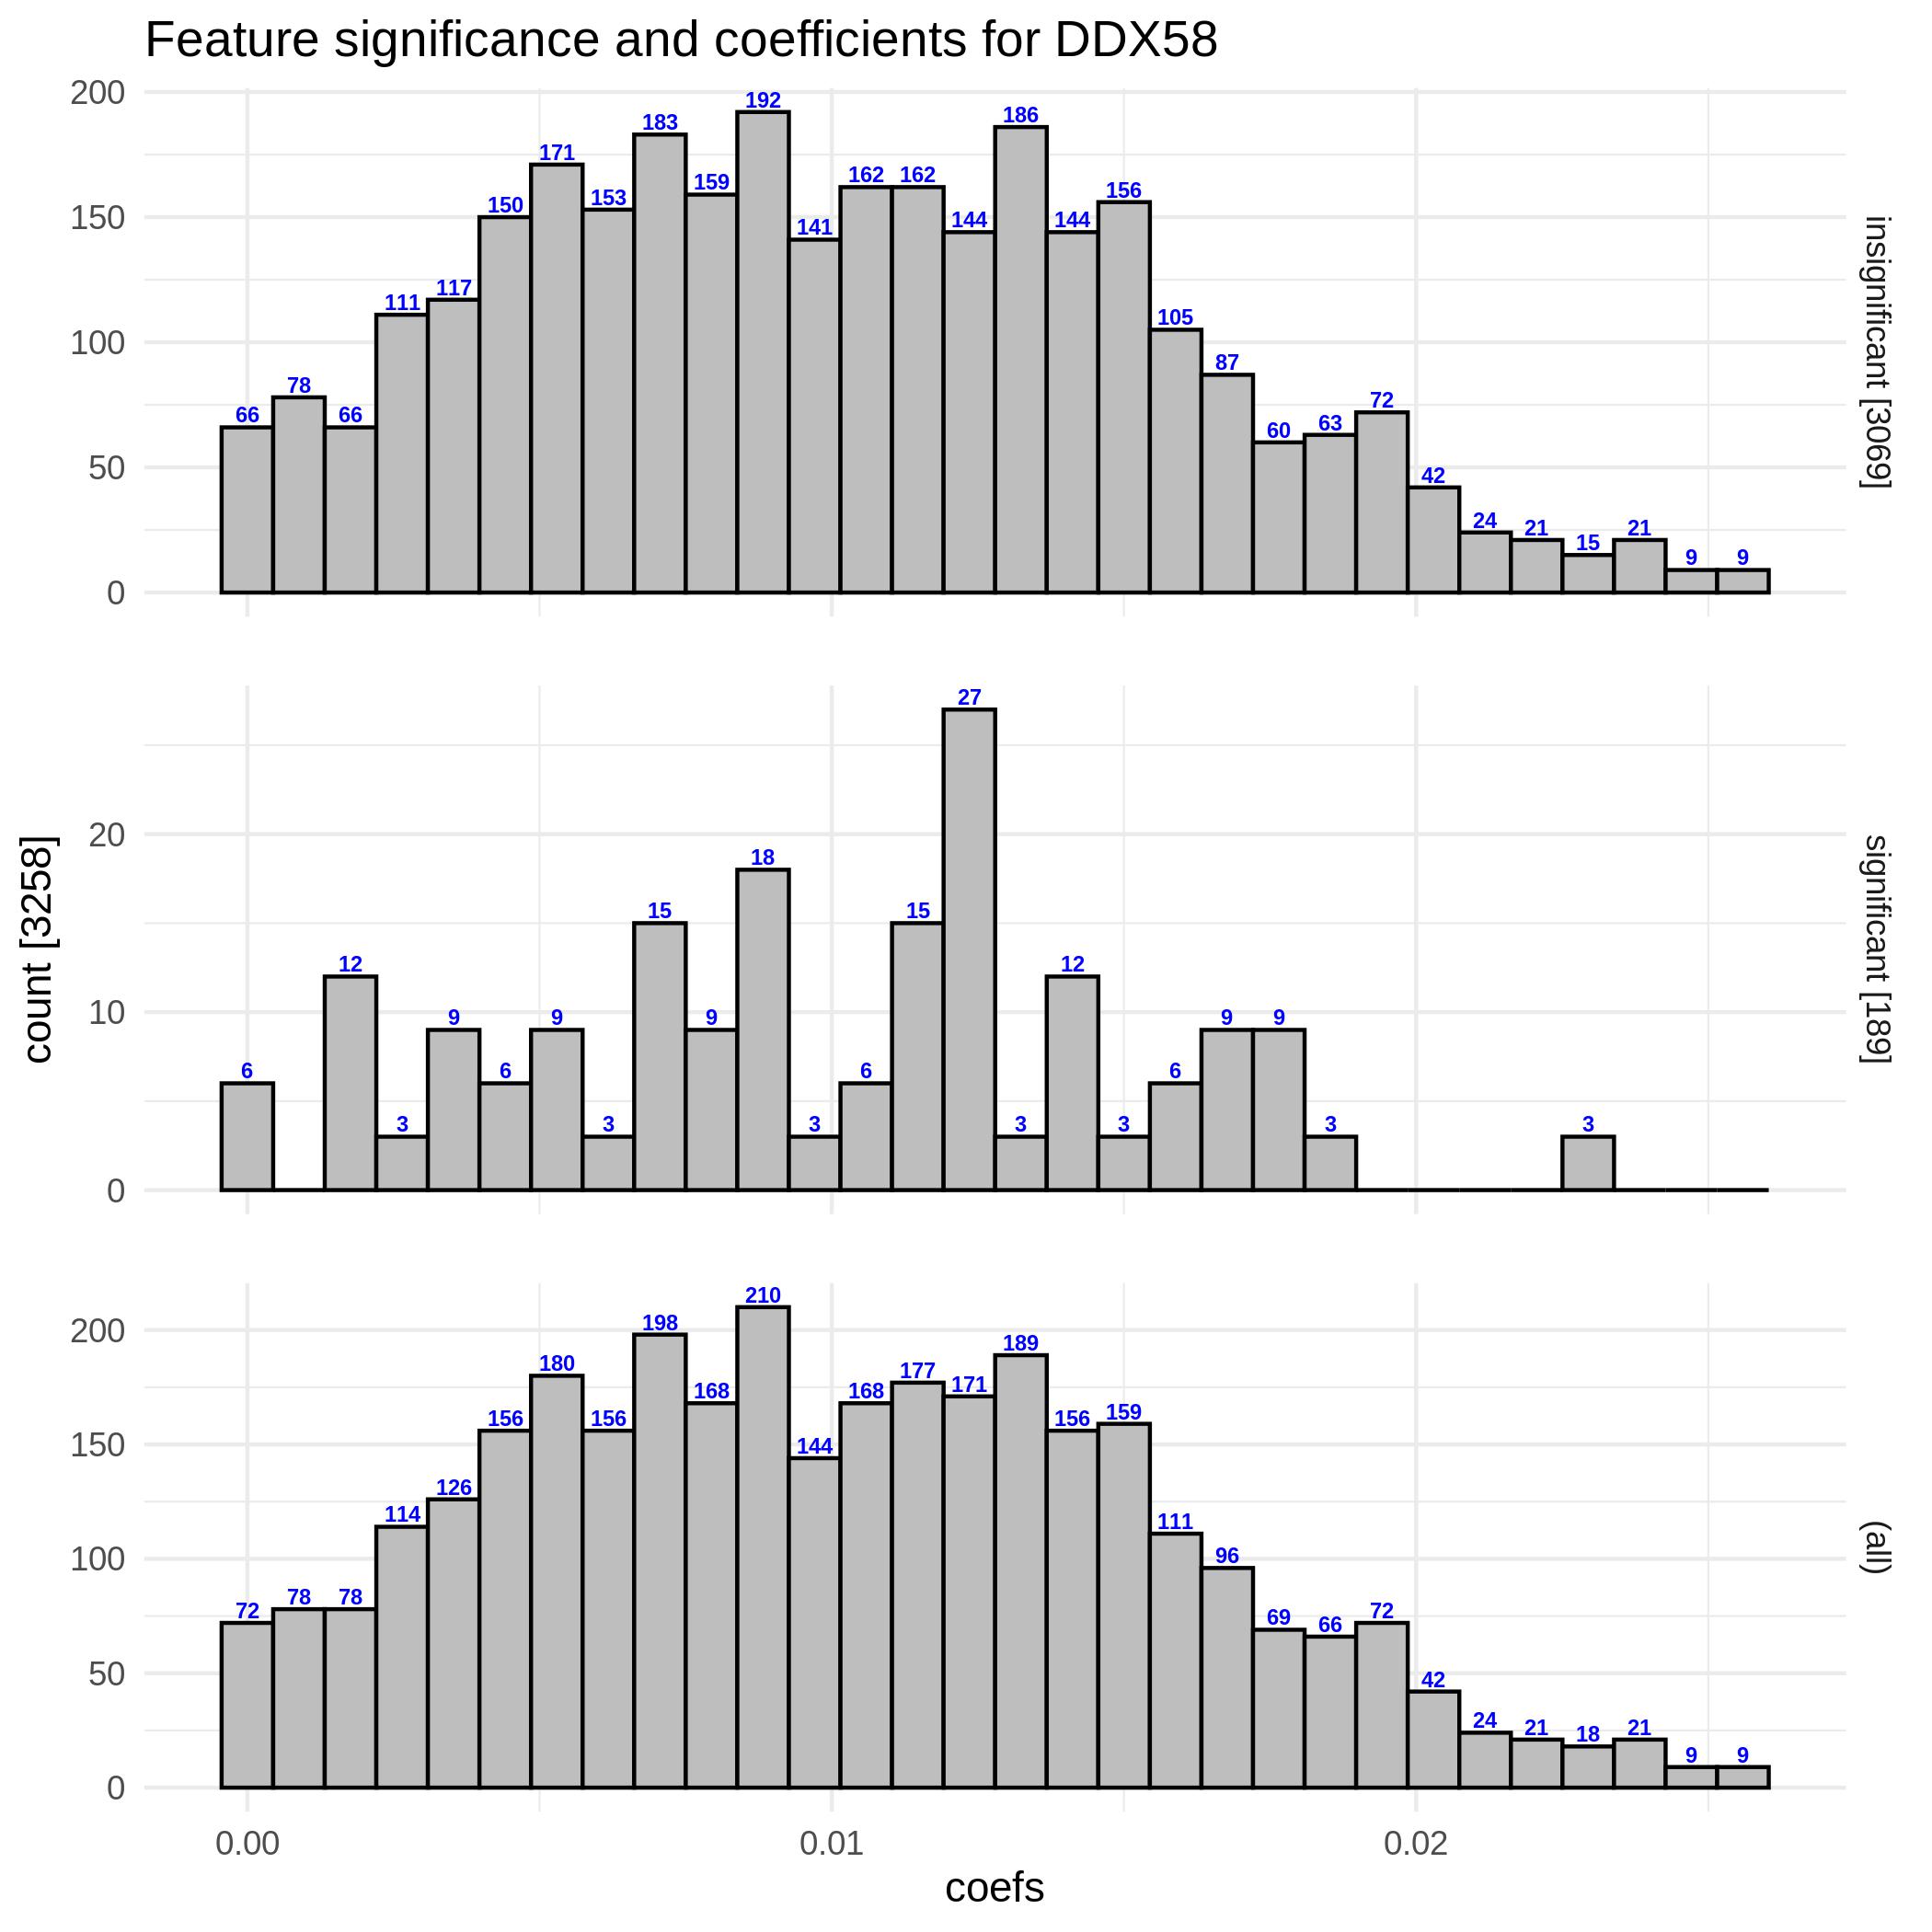 Feature significance and coefficients for DDX58
200
150
100
50
0
66 78 66 111 117 150 171 153 183 159 192 141 162 162 144 186 144 156 105 87 60 63 72 42 24 21 15 21 9 9
insignificant [3069]
count [3258]
20
10
0
6 12 3 9 6 9 3 15 9 18 3 6 15 27 3 12 3 6 9 9 3 3
significant [189]
200
150
100
50
0
72 78 78 114 126 156 180 156 198 168 210 144 168 177 171 189 156 159 111 96 69 66 72 42 24 21 18 21 9 9
(all)
0.00 0.01 0.02
coefs